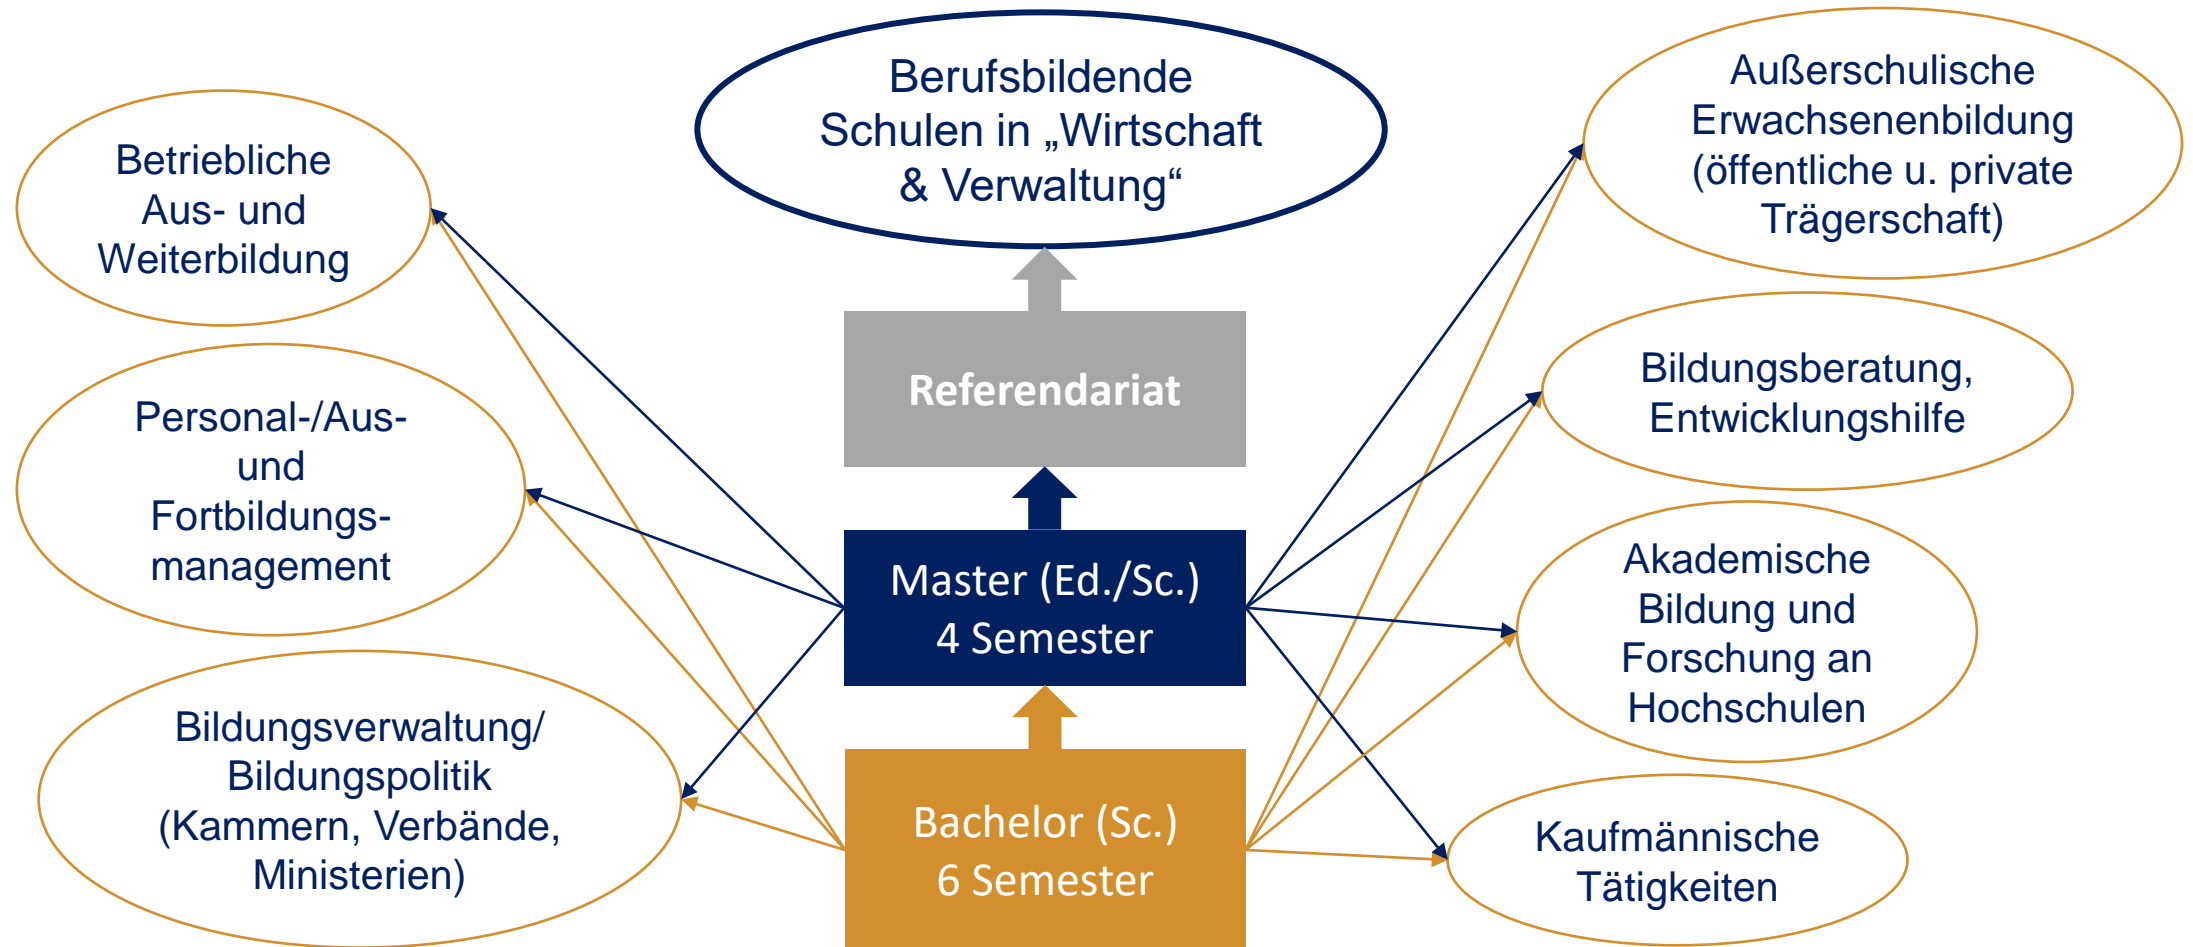 Berufsbildende
Schulen in „Wirtschaft
& Verwaltung“
Außerschulische
Erwachsenenbildung
(öffentliche u. private
Trägerschaft)
Betriebliche
Aus- und
Weiterbildung
Referendariat
Bildungsberatung,
Entwicklungshilfe
Personal-/Aus-
und
Fortbildungs-
management
Master (Ed./Sc.)
4 Semester
Akademische
Bildung und
Forschung an
Hochschulen
Bildungsverwaltung/
Bildungspolitik
(Kammern, Verbände,
Ministerien)
Bachelor (Sc.)
6 Semester
Kaufmännische
Tätigkeiten